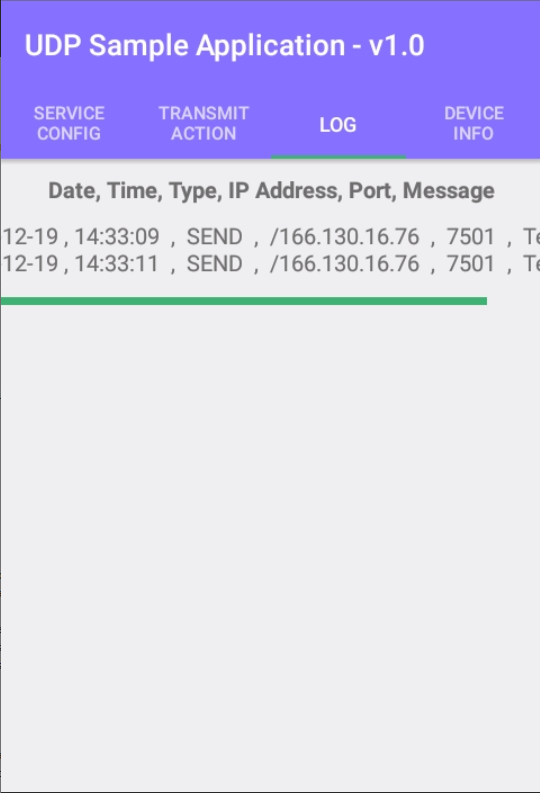 UDP Sample Application - v1.0
SERVICE CONFIG
TRANSMIT ACTION
LOG
DEVICE INFO
Date, Time, Type, IP Address, Port, Message
12-19 , 14:33:09 , SEND , /166.130.16.76 , 7501 ,
12-19 , 14:33:11 , SEND , /166.130.16.76 , 7501 ,